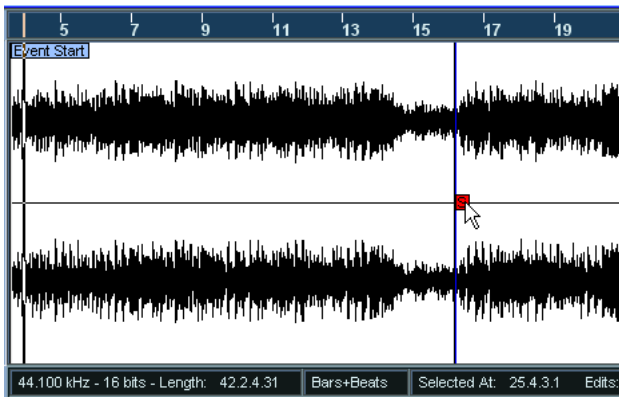 5 7 9 11 13 15 17 19
Event Start
S
44.100 kHz - 16 bits - Length: 42.2.4.31 Bars+Beats Selected At: 25.4.3.1 Edits: